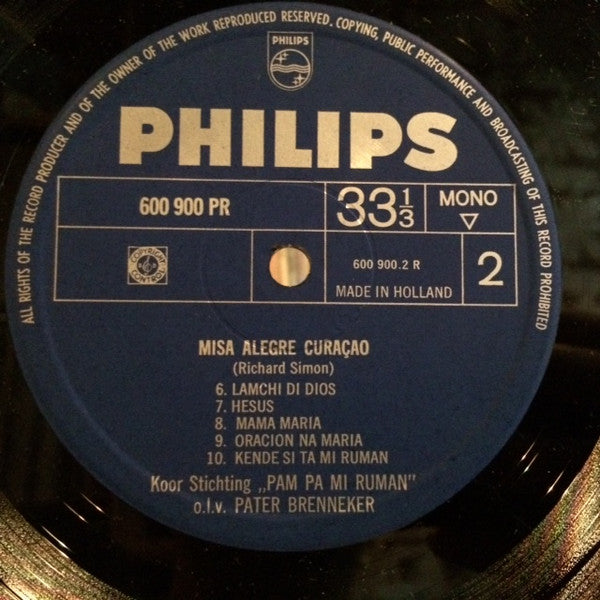 ALL RIGHTS OF THE RECORD PRODUCER AND OF THE OWNER OF THE WORK REPRODUCED RESERVED. COPYING, PUBLIC PERFORMANCE AND BROADCASTING OF THIS RECORD PROHIBITED
PHILIPS
PHILIPS
600 900 PR
33 1/3
MONO
▽
600 900.2 R
MADE IN HOLLAND
2
MISA ALEGRE CURAÇAO
(Richard Simon)
6. LAMCHI DI DIOS
7. HESUS
8. MAMA MARIA
9. ORACION NA MARIA
10. KENDE SI TA MI RUMAN
Koor Stichting „PAM PA MI RUMAN"
o.l.v. PATER BRENNEKER